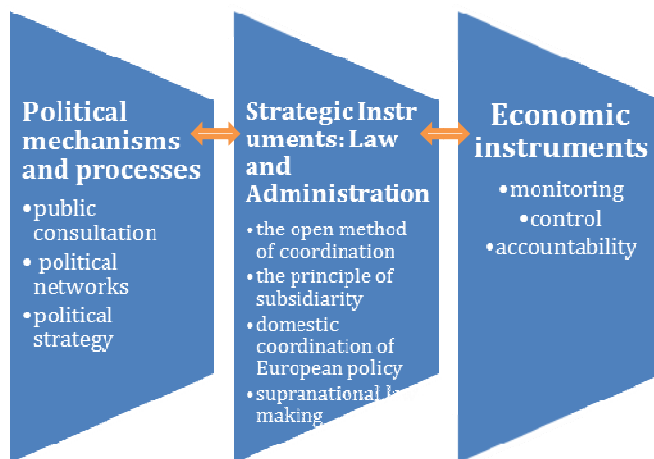 Political
mechanisms
and processes
•public
consultation
• political
networks
•political
strategy
Strategic Instr
uments: Law
and
Administration
•the open method
of coordination
•the principle of
subsidiarity
•domestic
coordination of
European policy
•supranational
making
Economic
instruments
•monitoring
•control
•accountability